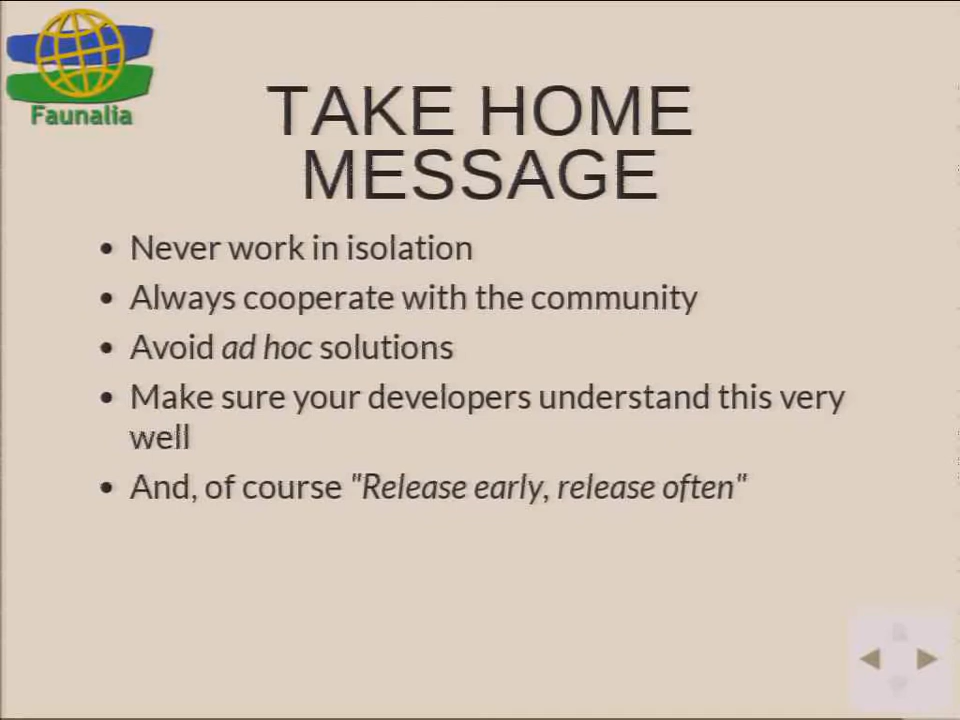 Faunalia
TAKE HOME
MESSAGE
• Never work in isolation
• Always cooperate with the community
• Avoid ad hoc solutions
• Make sure your developers understand this very
well
• And, of course "Release early, release often"